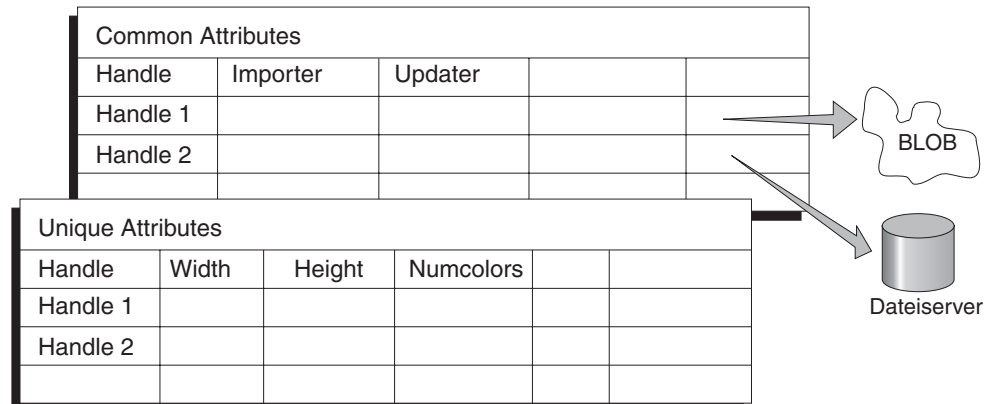 Common Attributes
Handle Importer Updater
Handle 1
Handle 2
BLOB
Unique Attributes
Handle Width Height Numcolors
Handle 1
Handle 2
Dateiserver